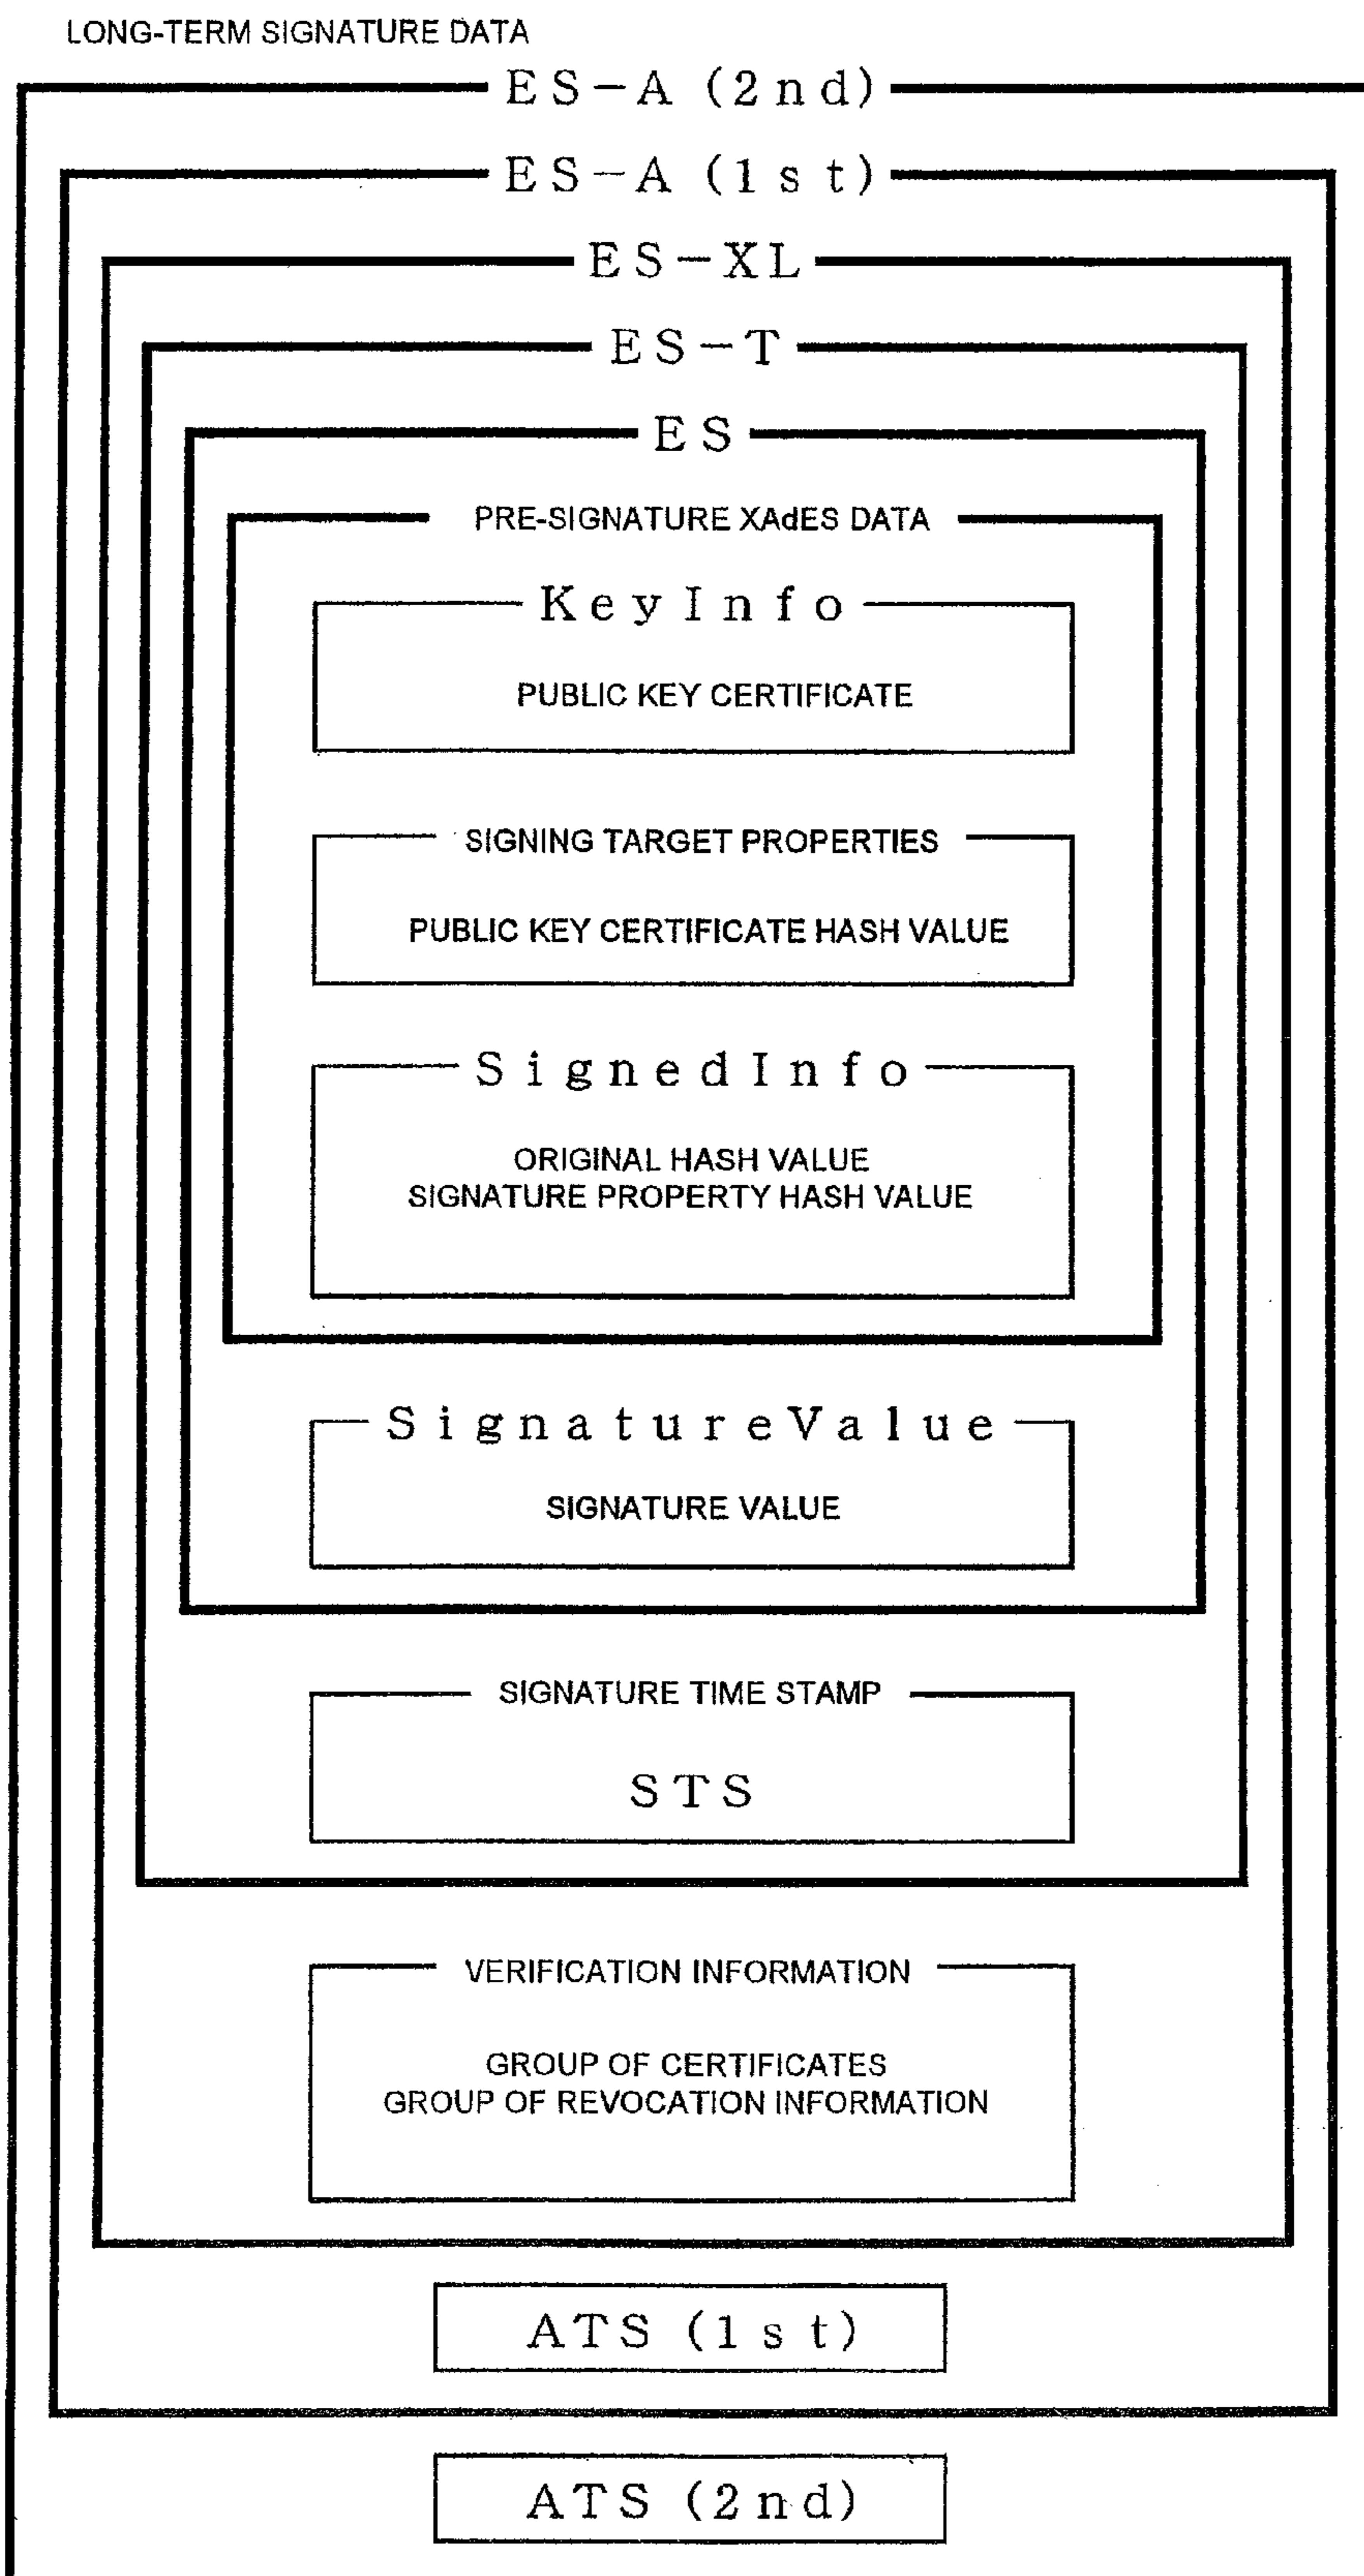 LONG-TERM SIGNATURE DATA
ES-A (2nd)
ES-A (1st)
ES-XL
ES-T
ES
PRE-SIGNATURE XAdES DATA
KeyInfo
PUBLIC KEY CERTIFICATE
SIGNING TARGET PROPERTIES
PUBLIC KEY CERTIFICATE HASH VALUE
SignedInfo
ORIGINAL HASH VALUE
SIGNATURE PROPERTY HASH VALUE
SignatureValue
SIGNATURE VALUE
SIGNATURE TIME STAMP
STS
VERIFICATION INFORMATION
GROUP OF CERTIFICATES
GROUP OF REVOCATION INFORMATION
ATS (1st)
ATS (2nd)